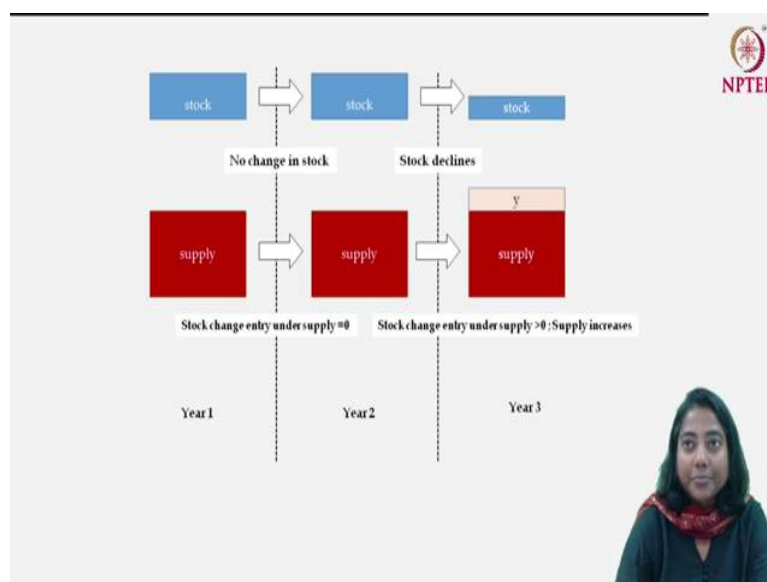 NPTEL
stock
stock
stock
No change in stock
Stock declines
y
supply
supply
supply
Stock change entry under supply =0
Stock change entry under supply >0 ; Supply increases
Year 1
Year 2
Year 3